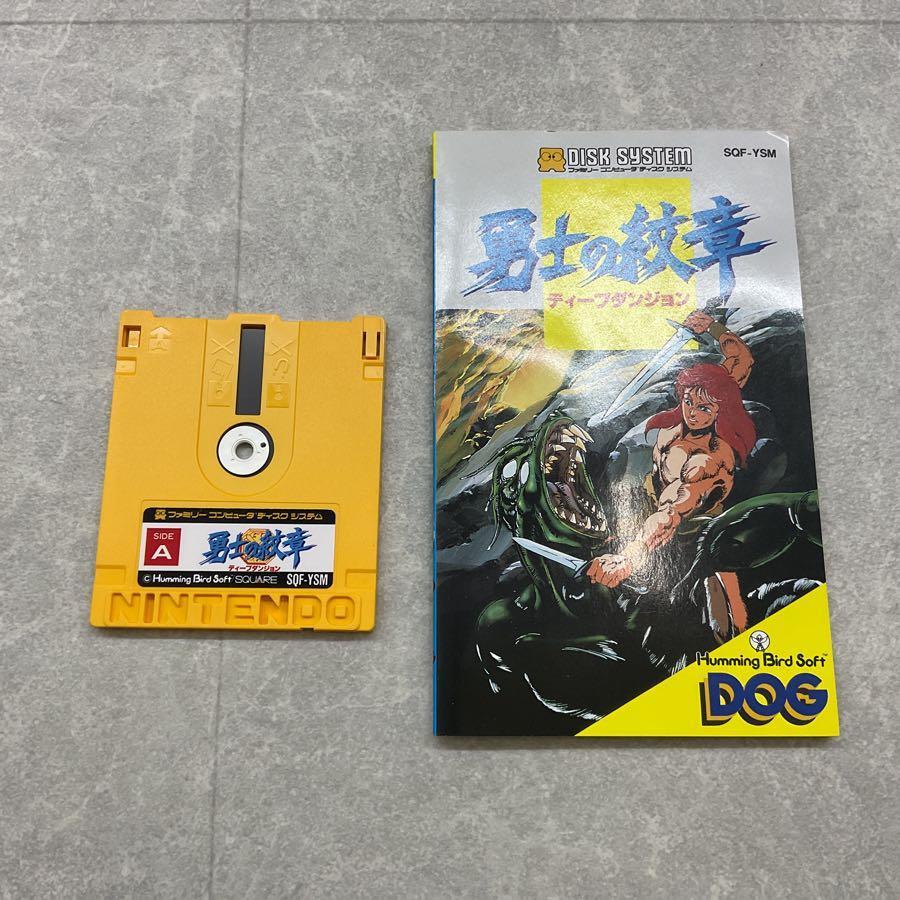 ファミリー コンピュータ ディスク システム
SIDE
A
勇士の紋章
ディープダンジョン
© Humming Bird Soft SQUARE SQF-YSM
NINTENDO
DISK SYSTEM
ファミリー コンピュータ ディスク システム
SQF-YSM
勇士の紋章
ディープダンジョン
Humming Bird Soft™
DOG